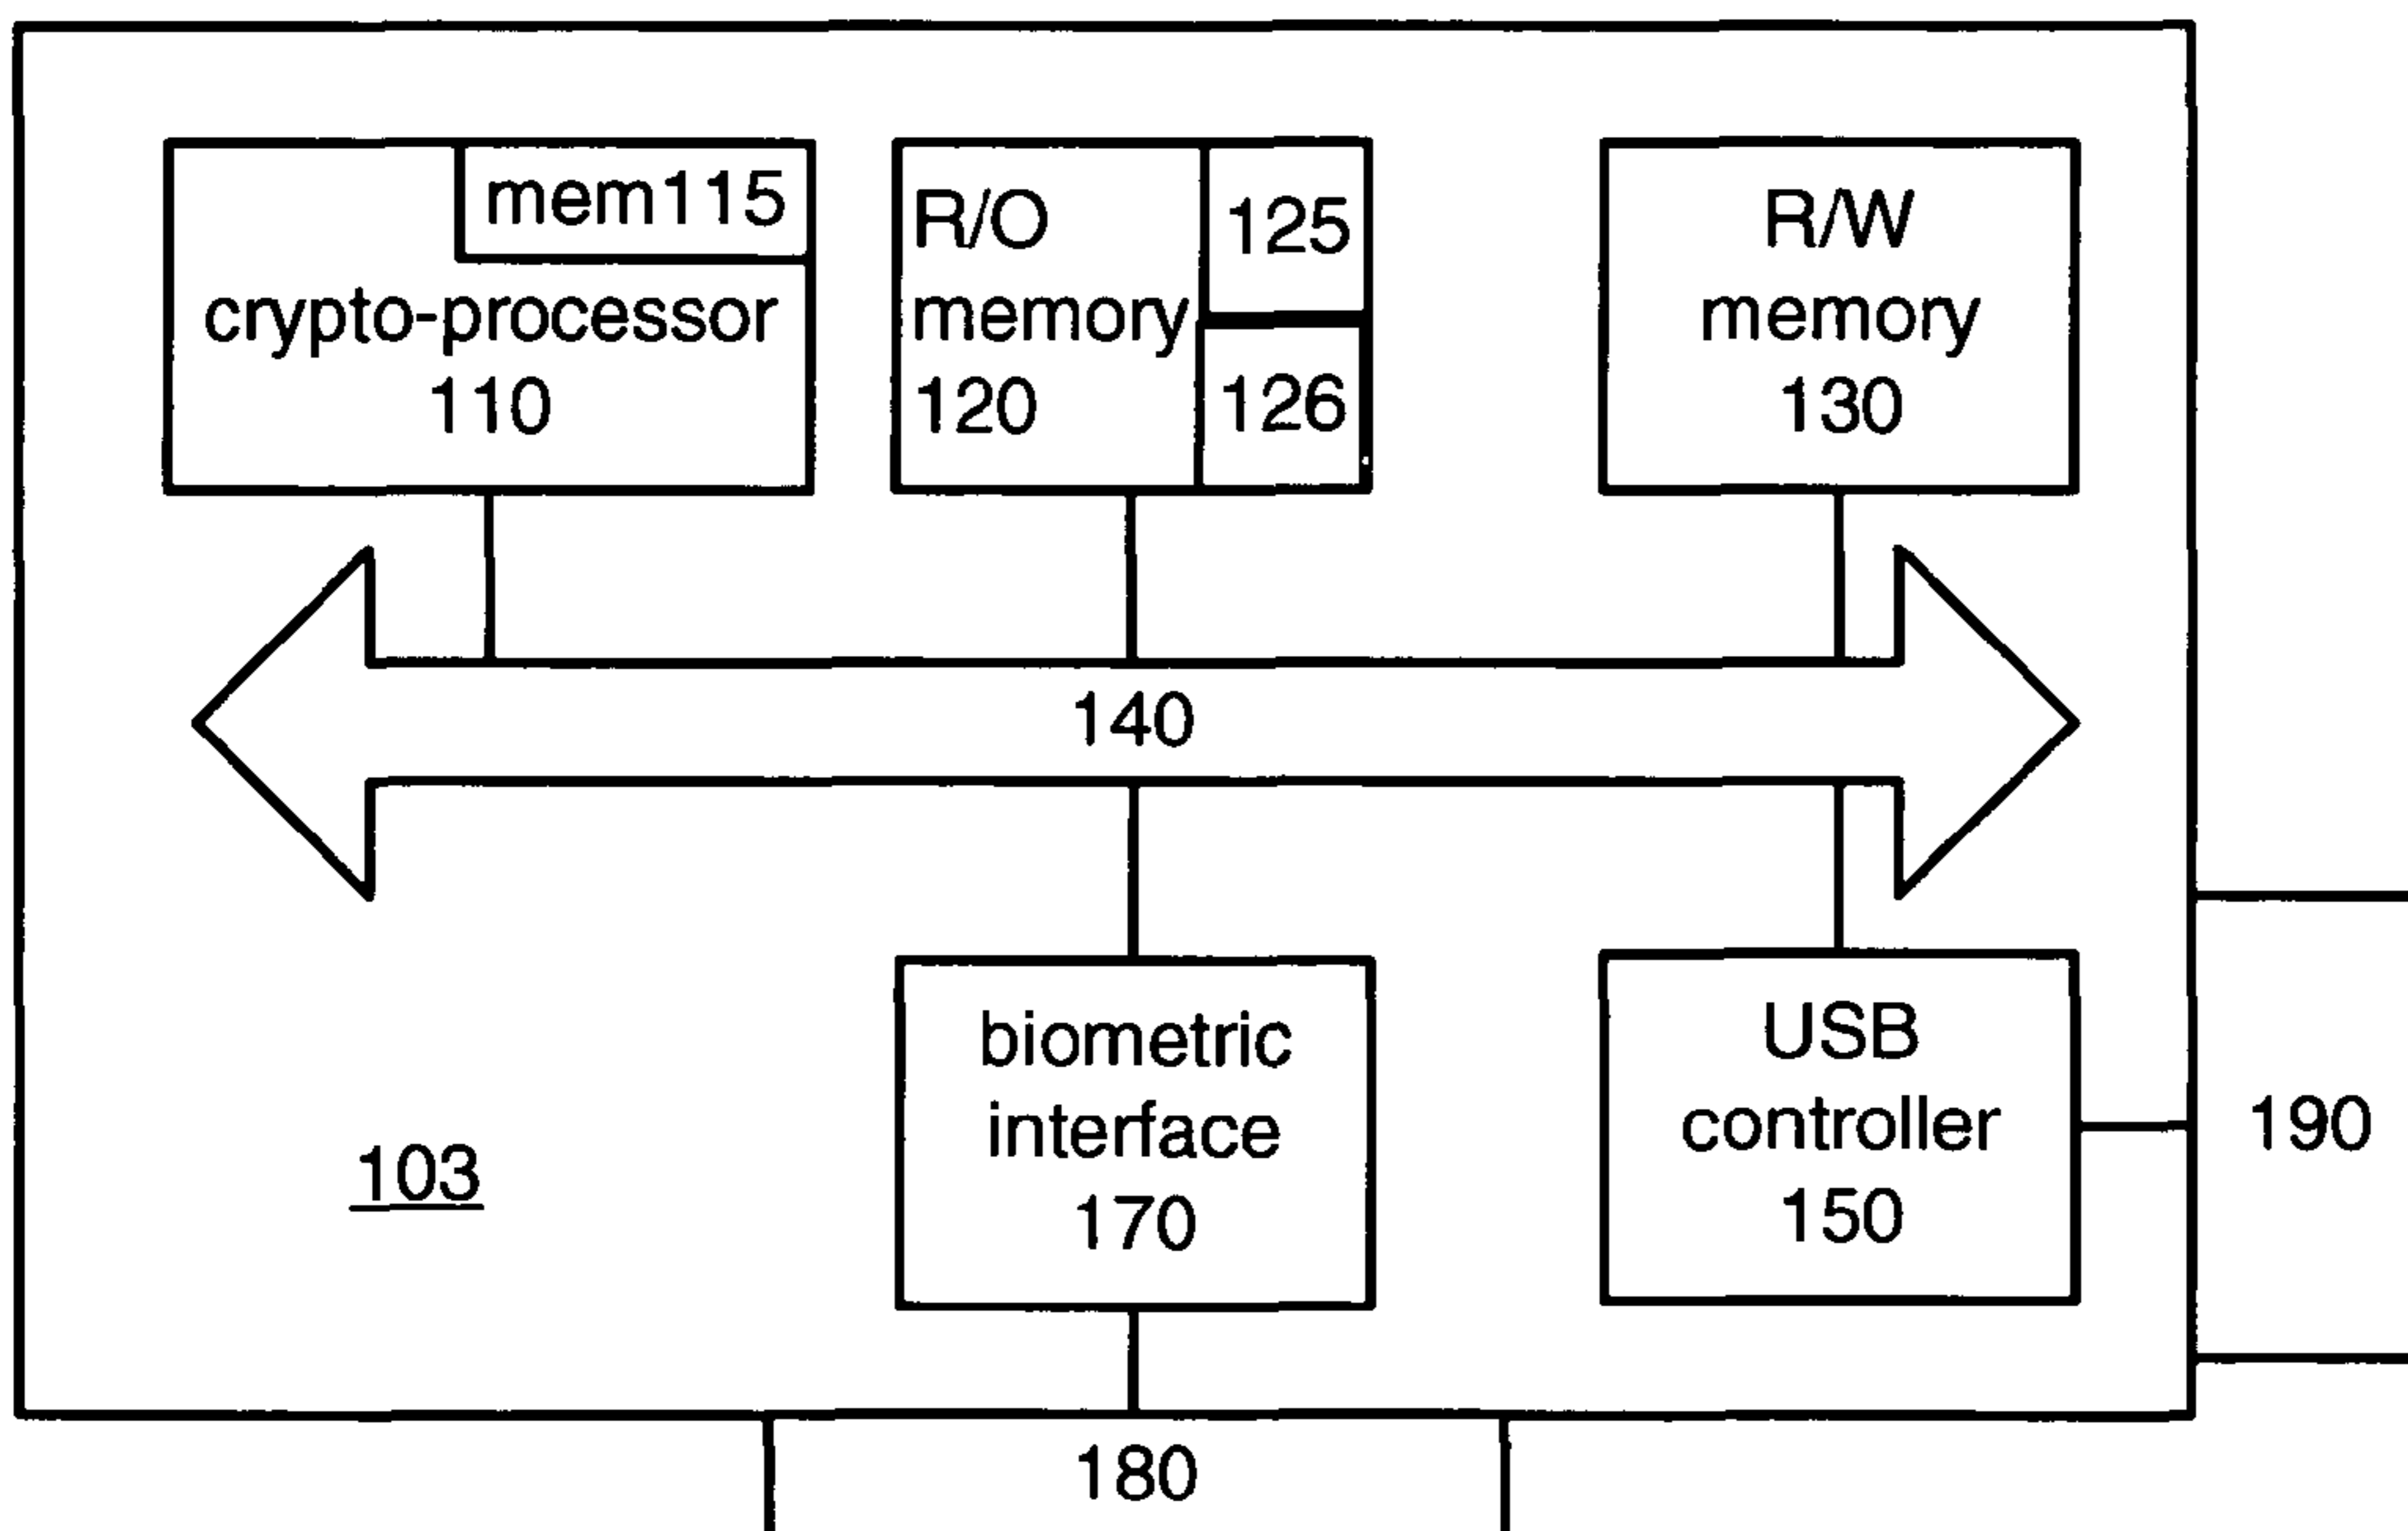 mem115
crypto-processor
110
R/O
memory
120
125
126
R/W
memory
130
140
biometric
interface
170
USB
controller
150
190
103
180